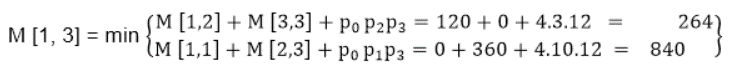 M [1, 3] = min { M [1,2] + M [3,3] + p₀ p₂p₃ = 120 + 0 + 4.3.12 = 264
M [1,1] + M [2,3] + p₀ p₁p₃ = 0 + 360 + 4.10.12 = 840 }